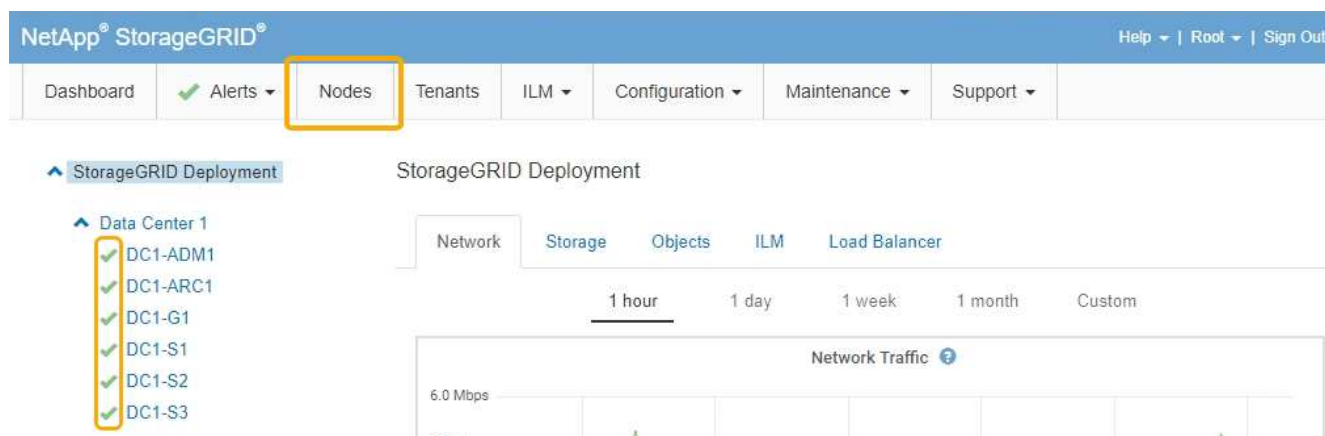 NetApp® StorageGRID®
Help | Root | Sign Out
Dashboard Alerts Nodes Tenants ILM Configuration Maintenance Support
StorageGRID Deployment
StorageGRID Deployment
Data Center 1
Network Storage Objects ILM Load Balancer
DC1-ADM1
DC1-ARC1
1 hour 1 day 1 week 1 month Custom
DC1-G1
DC1-S1
Network Traffic
DC1-S2
6.0 Mbps
DC1-S3